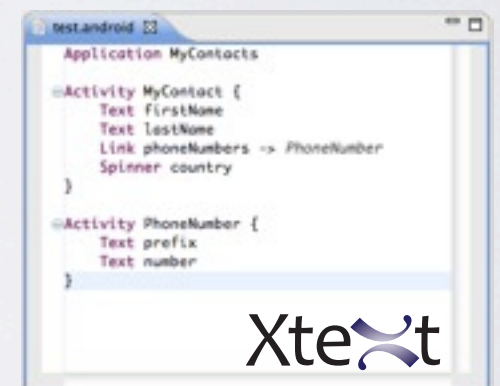 test.android
Application MyContacts
Activity MyContact {
Text firstName
Text lastName
Link phoneNumbers -> PhoneNumber
Spinner country
}
Activity PhoneNumber {
Text prefix
Text number
}
Xtext